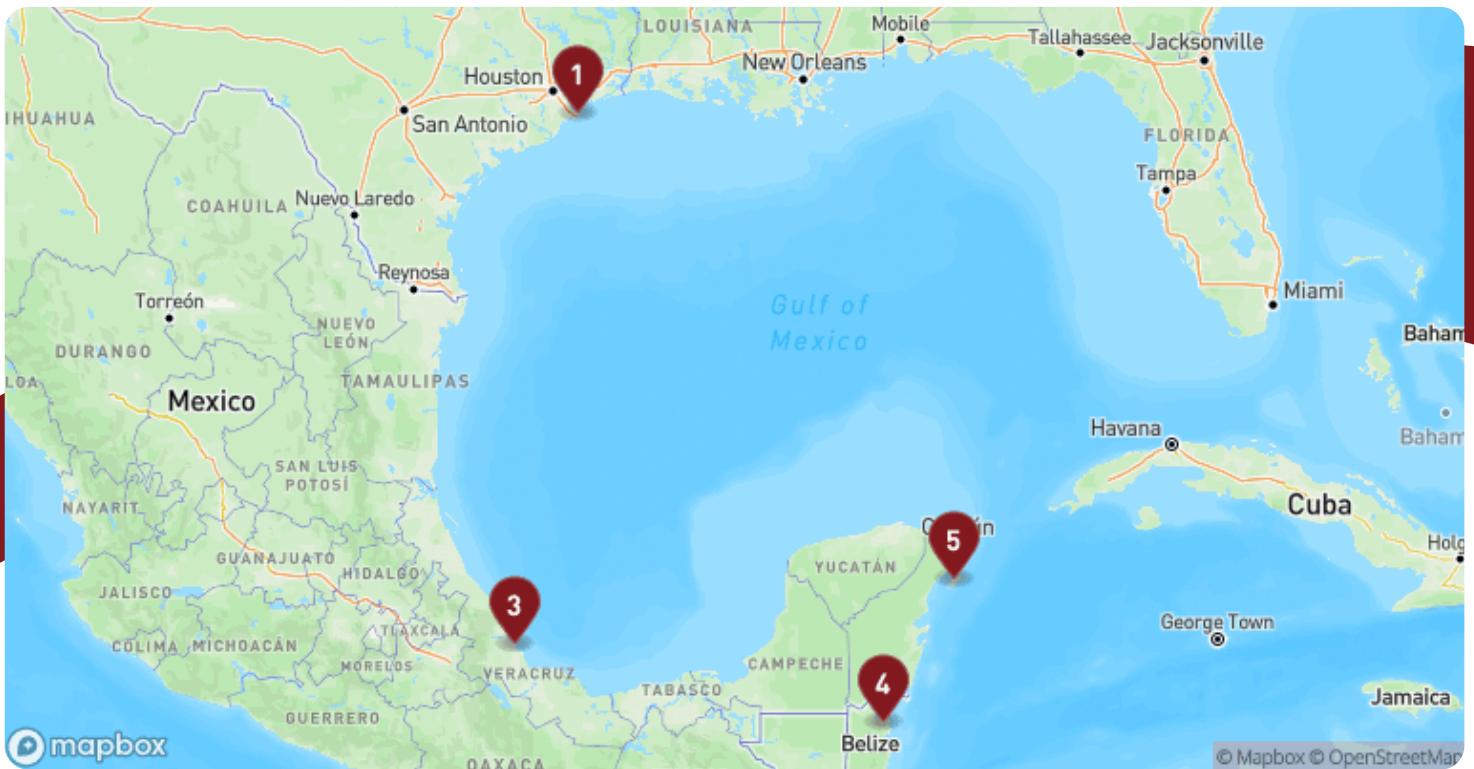 LOUISIANA
Mobile
Tallahassee
Jacksonville
Houston
1
New Orleans
IHUAHUA
San Antonio
FLORIDA
Tampa
COAHUILA
Nuevo Laredo
Reynosa
Miami
Torreón
Gulf of
Mexico
NUEVO
LEÓN
Baham
DURANGO
LOA
TAMAULIPAS
Mexico
Havana
Baham
SAN LUIS
POTOSÍ
NAYARIT
Cuba
5
Holg
GUANAJUATO
HIDALGO
YUCATÁN
JALISCO
3
TLAXCALA
George Town
COLIMA
MICHOACÁN
MORELOS
VERACRUZ
CAMPECHE
TABASCO
4
Jamaica
GUERRERO
Belize
mapbox
OAXACA
© Mapbox © OpenStreetMap